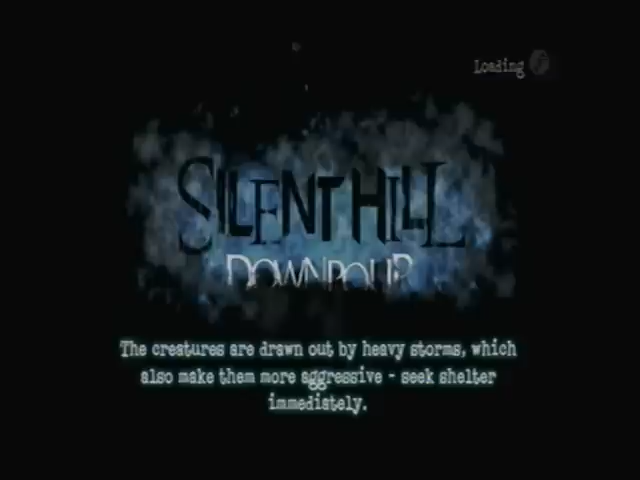 Loading
SILENT HILL
DOWNPOUR
The creatures are drawn out by heavy storms, which
also make them more aggressive - seek shelter
immediately.